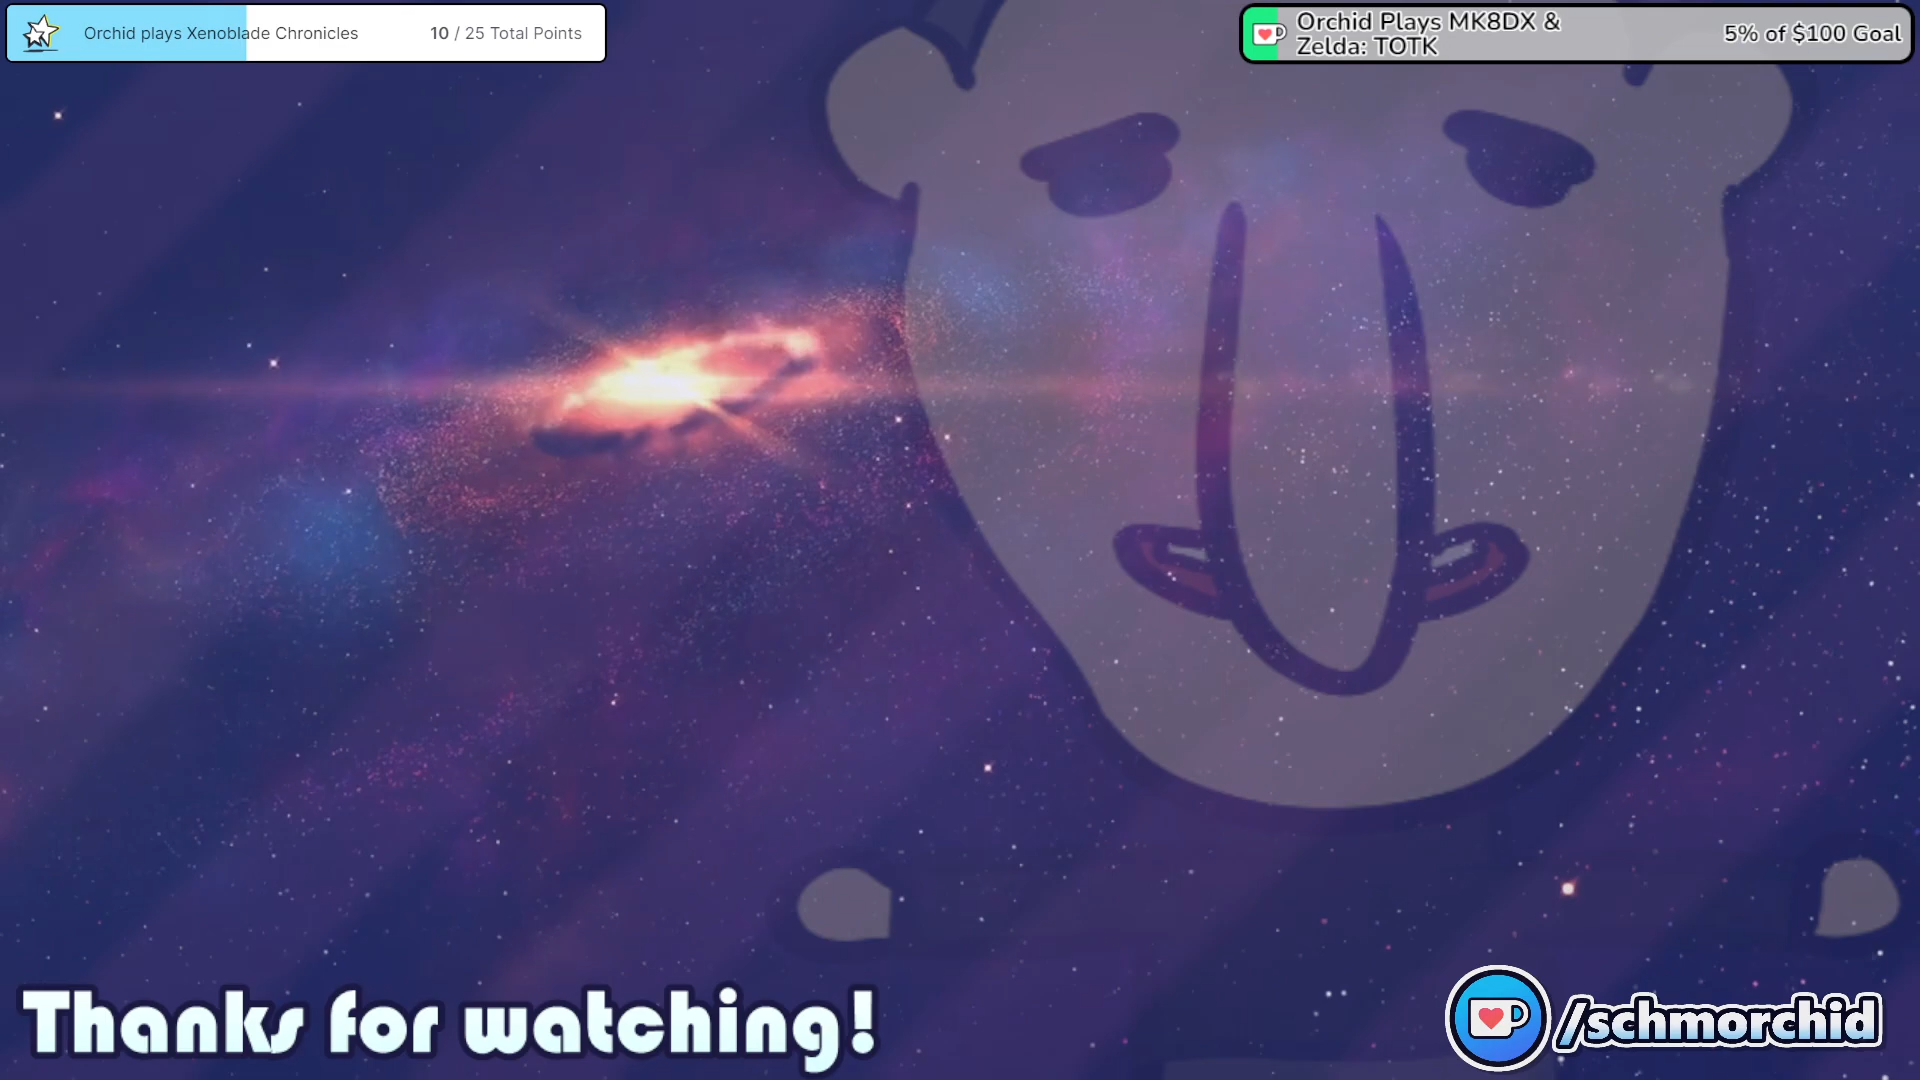 Orchid plays Xenoblade Chronicles 10 / 25 Total Points
Orchid Plays MK8DX &
Zelda: TOTK
5% of $100 Goal
Thanks for watching!
/schmorchid